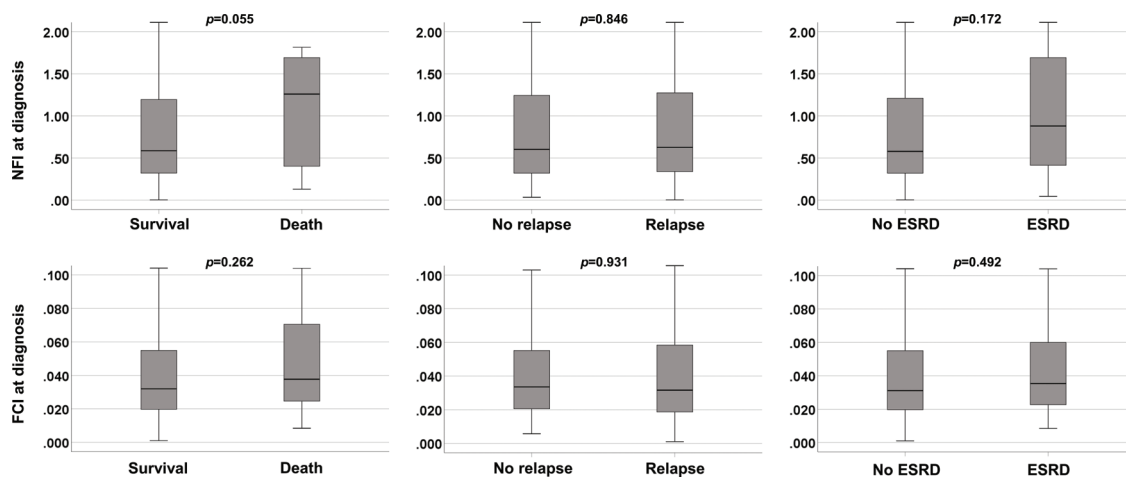 NFI at diagnosis
p=0.055
2.00
1.50
1.00
.50
.00
Survival Death
p=0.846
2.00
1.50
1.00
.50
.00
No relapse Relapse
p=0.172
2.00
1.50
1.00
.50
.00
No ESRD ESRD
FCI at diagnosis
p=0.262
.100
.080
.060
.040
.020
.000
Survival Death
p=0.931
.100
.080
.060
.040
.020
.000
No relapse Relapse
p=0.492
.100
.080
.060
.040
.020
.000
No ESRD ESRD